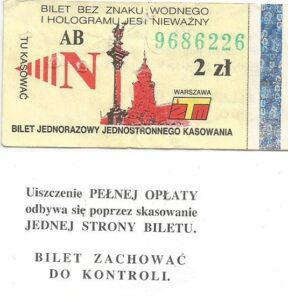 BILET BEZ ZNAKU WODNEGO
I HOLOGRAMU JEST NIEWAŻNY
TU KASOWAĆ
AB
9686226
N
2 zł
WARSZAWA
ZTM
BILET JEDNORAZOWY JEDNOSTRONNEGO KASOWANIA
Uiszczenie PEŁNEJ OPŁATY
odbywa się poprzez skasowanie
JEDNEJ STRONY BILETU.
BILET ZACHOWAĆ
DO KONTROLI.